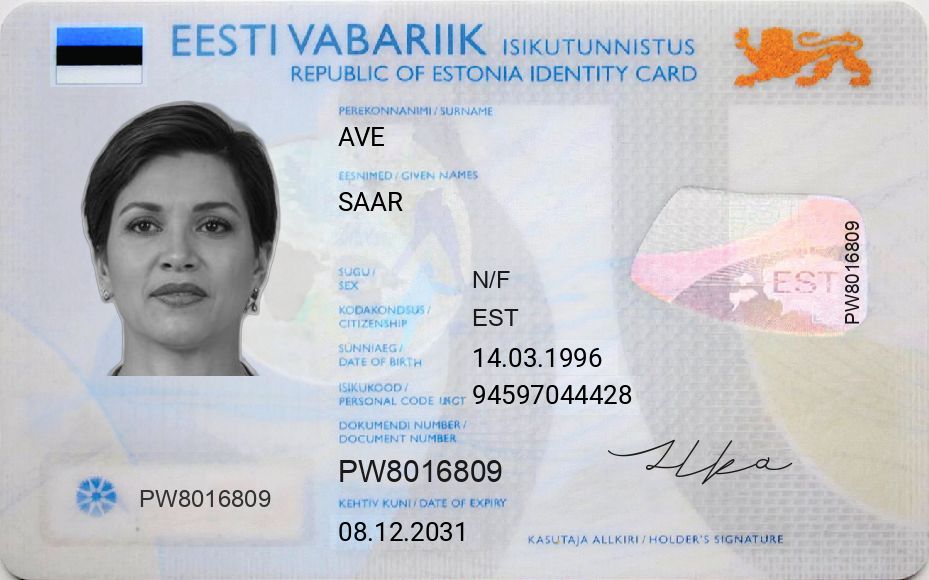 EESTI VABARIIK ISIKUTUNNISTUS
REPUBLIC OF ESTONIA IDENTITY CARD
PEREKONNANIMI / SURNAME
AVE
EESNIMED / GIVEN NAMES
SAAR
SUGU /
SEX
N/F
KODAKONDSUS /
CITIZENSHIP
EST
SÜNNIAEG /
DATE OF BIRTH
14.03.1996
ISIKUKOOD /
PERSONAL CODE
94597044428
DOKUMENDI NUMBER /
DOCUMENT NUMBER
PW8016809
KEHTIV KUNI / DATE OF EXPIRY
08.12.2031
PW8016809
EST
PW8016809
KASUTAJA ALLKIRI / HOLDER'S SIGNATURE